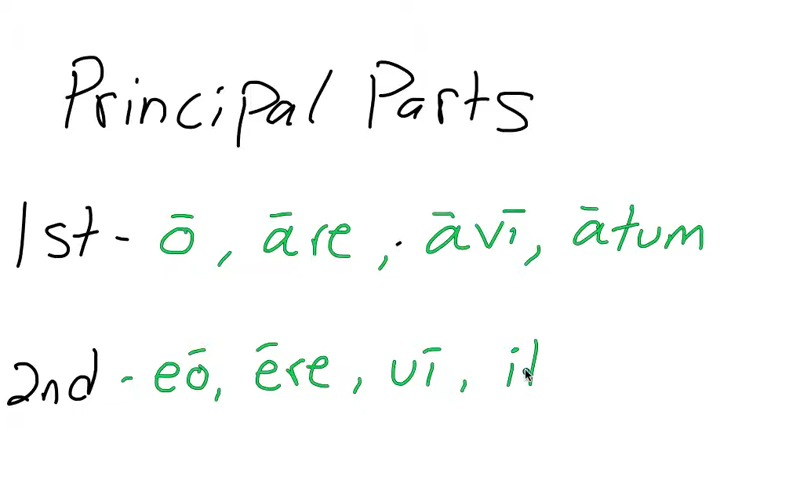 Principal Parts
1st - ō, āre, āvī, ātum
2nd - eō, ēre, uī,